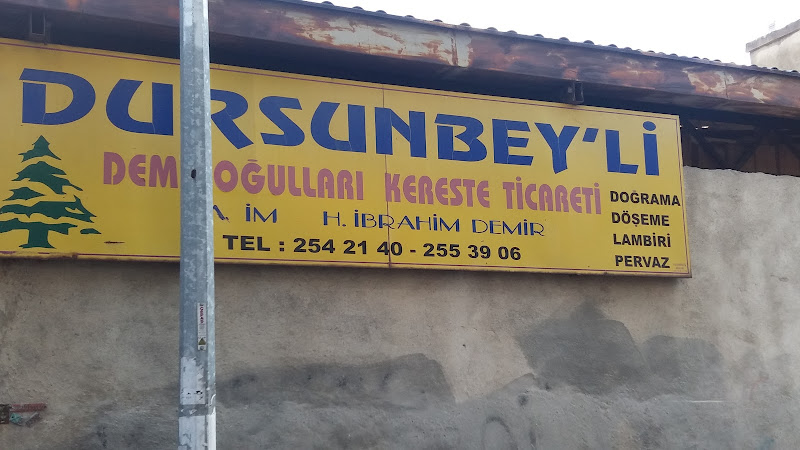 DURSUNBEY'Lİ
OĞULLARI KERESTE TİCARETİ
H. İBRAHİM DEMİR
TEL : 254 21 40 - 255 39 06
DOĞRAMA
DÖŞEME
LAMBİRİ
PERVAZ